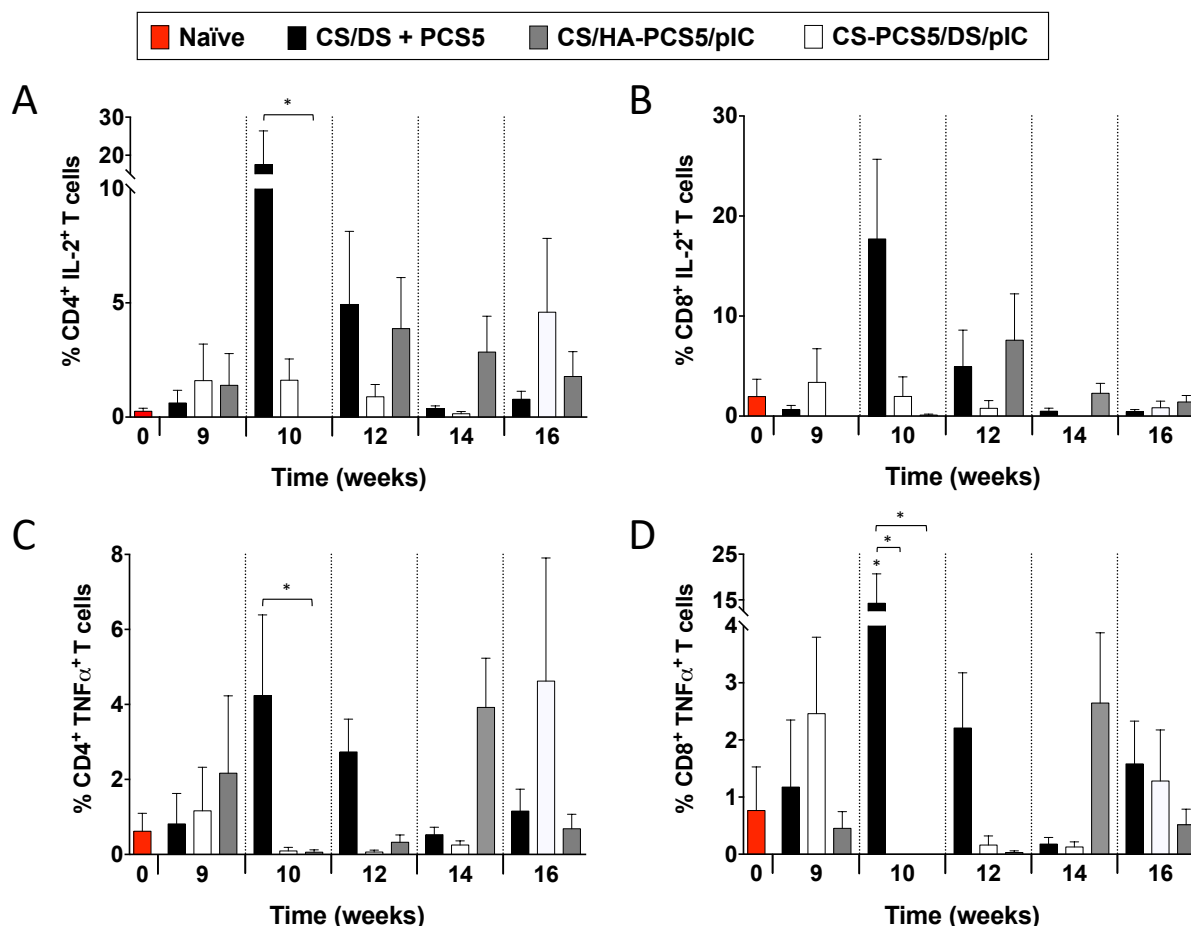 Naïve CS/DS + PCS5 CS/HA-PCS5/pIC CS-PCS5/DS/pIC
A
% CD4+ IL-2+ T cells
30
20
10
5
0
*
0 9 10 12 14 16
Time (weeks)
B
% CD8+ IL-2+ T cells
30
20
10
0
0 9 10 12 14 16
Time (weeks)
C
% CD4+ TNFα+ T cells
8
6
4
2
0
*
0 9 10 12 14 16
Time (weeks)
D
% CD8+ TNFα+ T cells
25
15
4
3
2
1
0
*
*
*
0 9 10 12 14 16
Time (weeks)